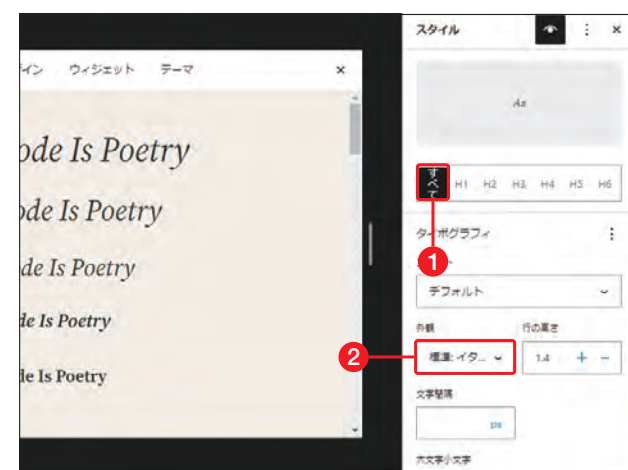 イン ウィジェット テーマ ×
ode Is Poetry
ode Is Poetry
de Is Poetry
de Is Poetry
de Is Poetry
スタイル
Aa
すべて H1 H2 H3 H4 H5 H6
1
タイポグラフィ
デフォルト
外観 行の高さ
2
標準: イタ... 1.4 + −
文字間隔
px
大文字小文字